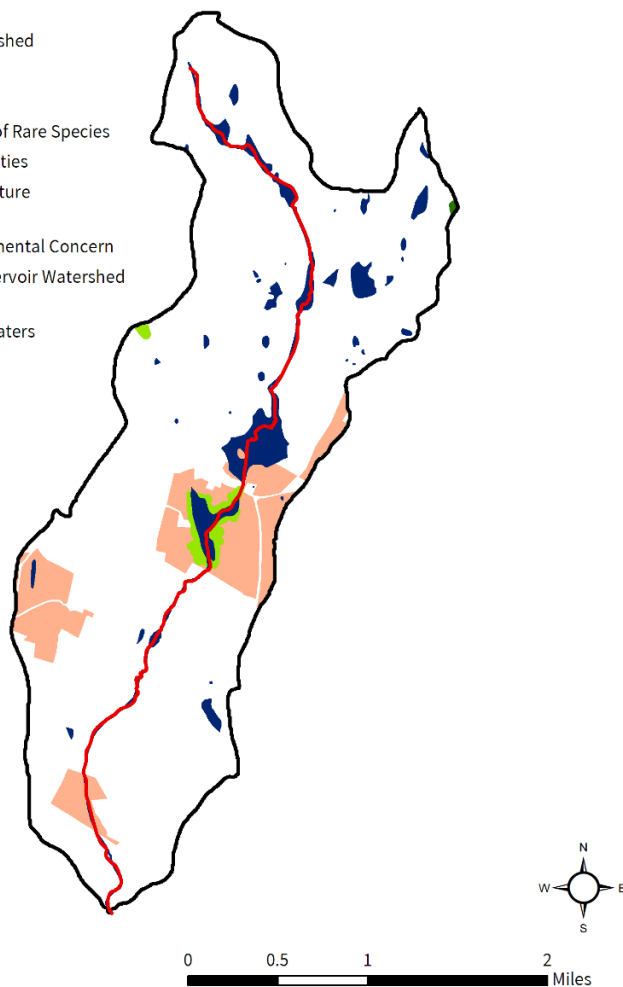 shed
of Rare Species
ties
ture
mental Concern
ervoir Watershed
aters
N
W
E
S
0 0.5 1 2
Miles